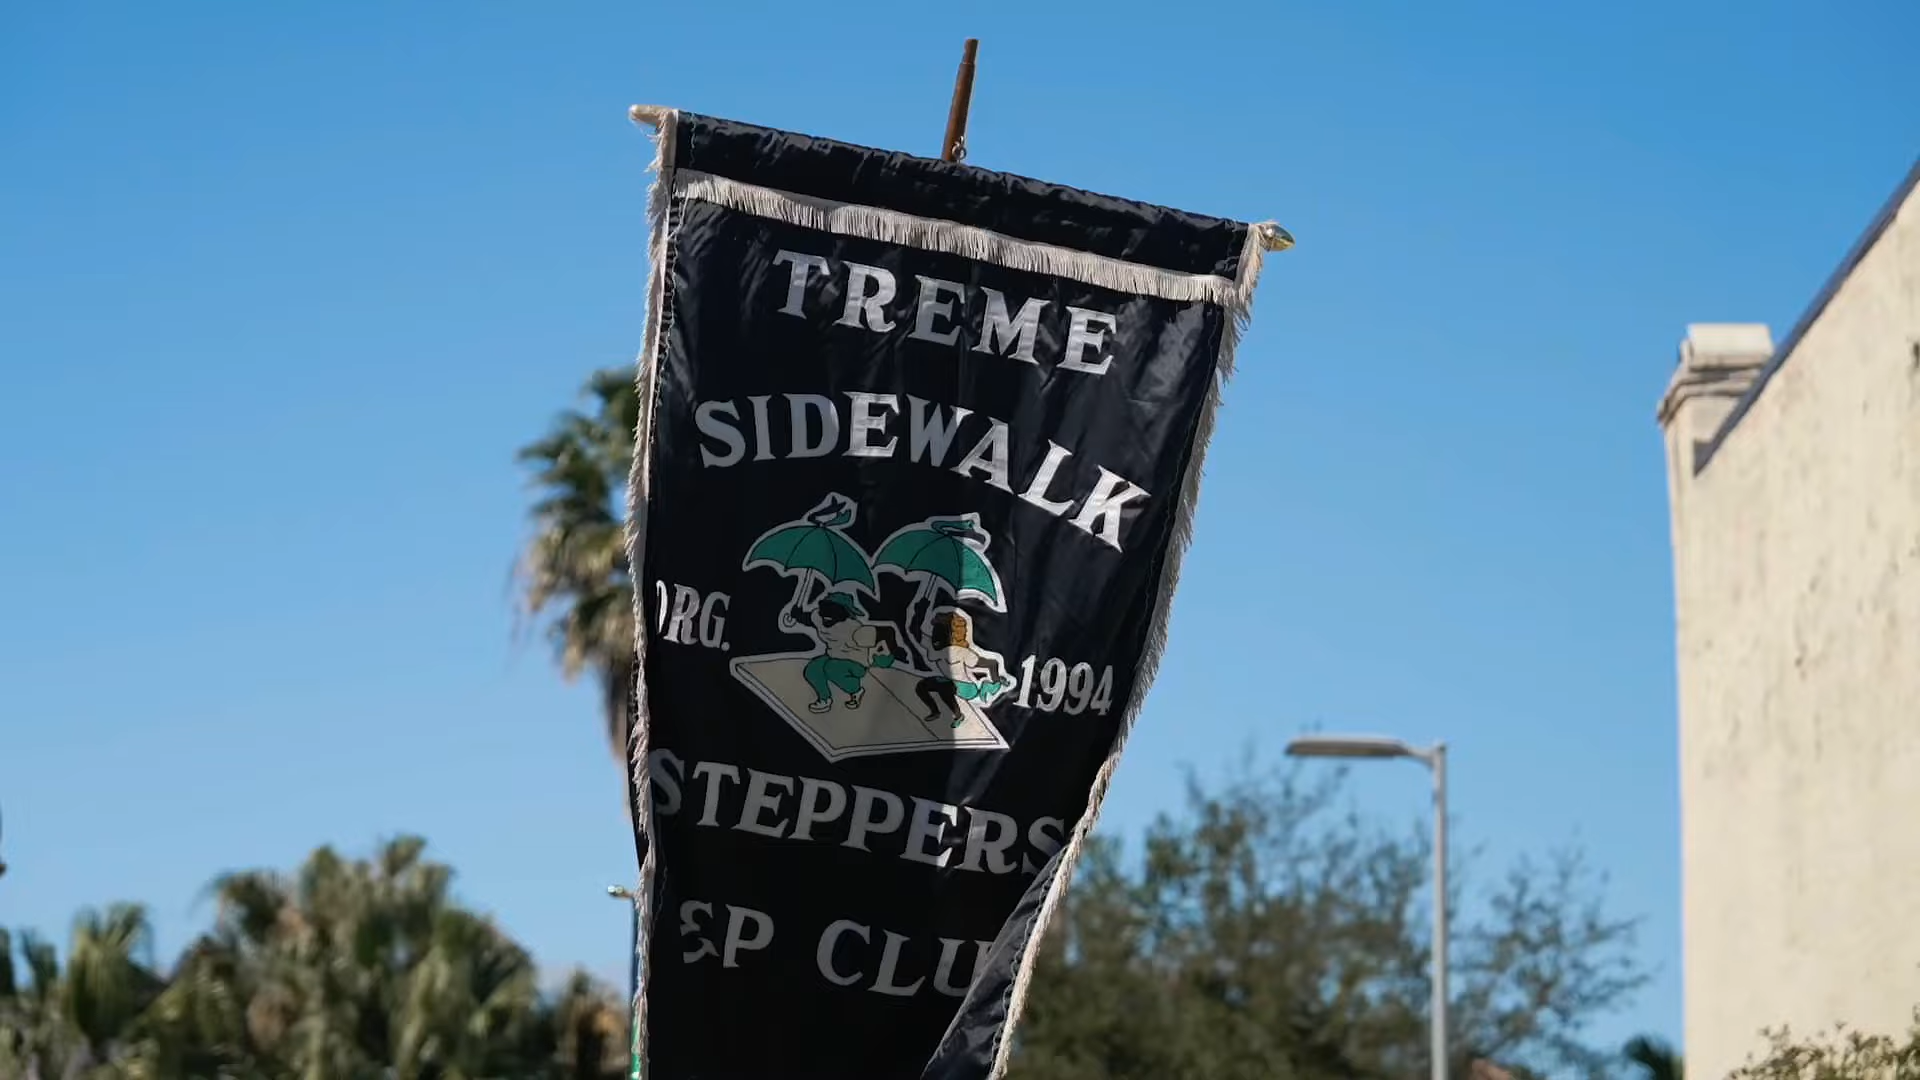 TREME
SIDEWALK
ORG. 1994
STEPPERS
&P CLU